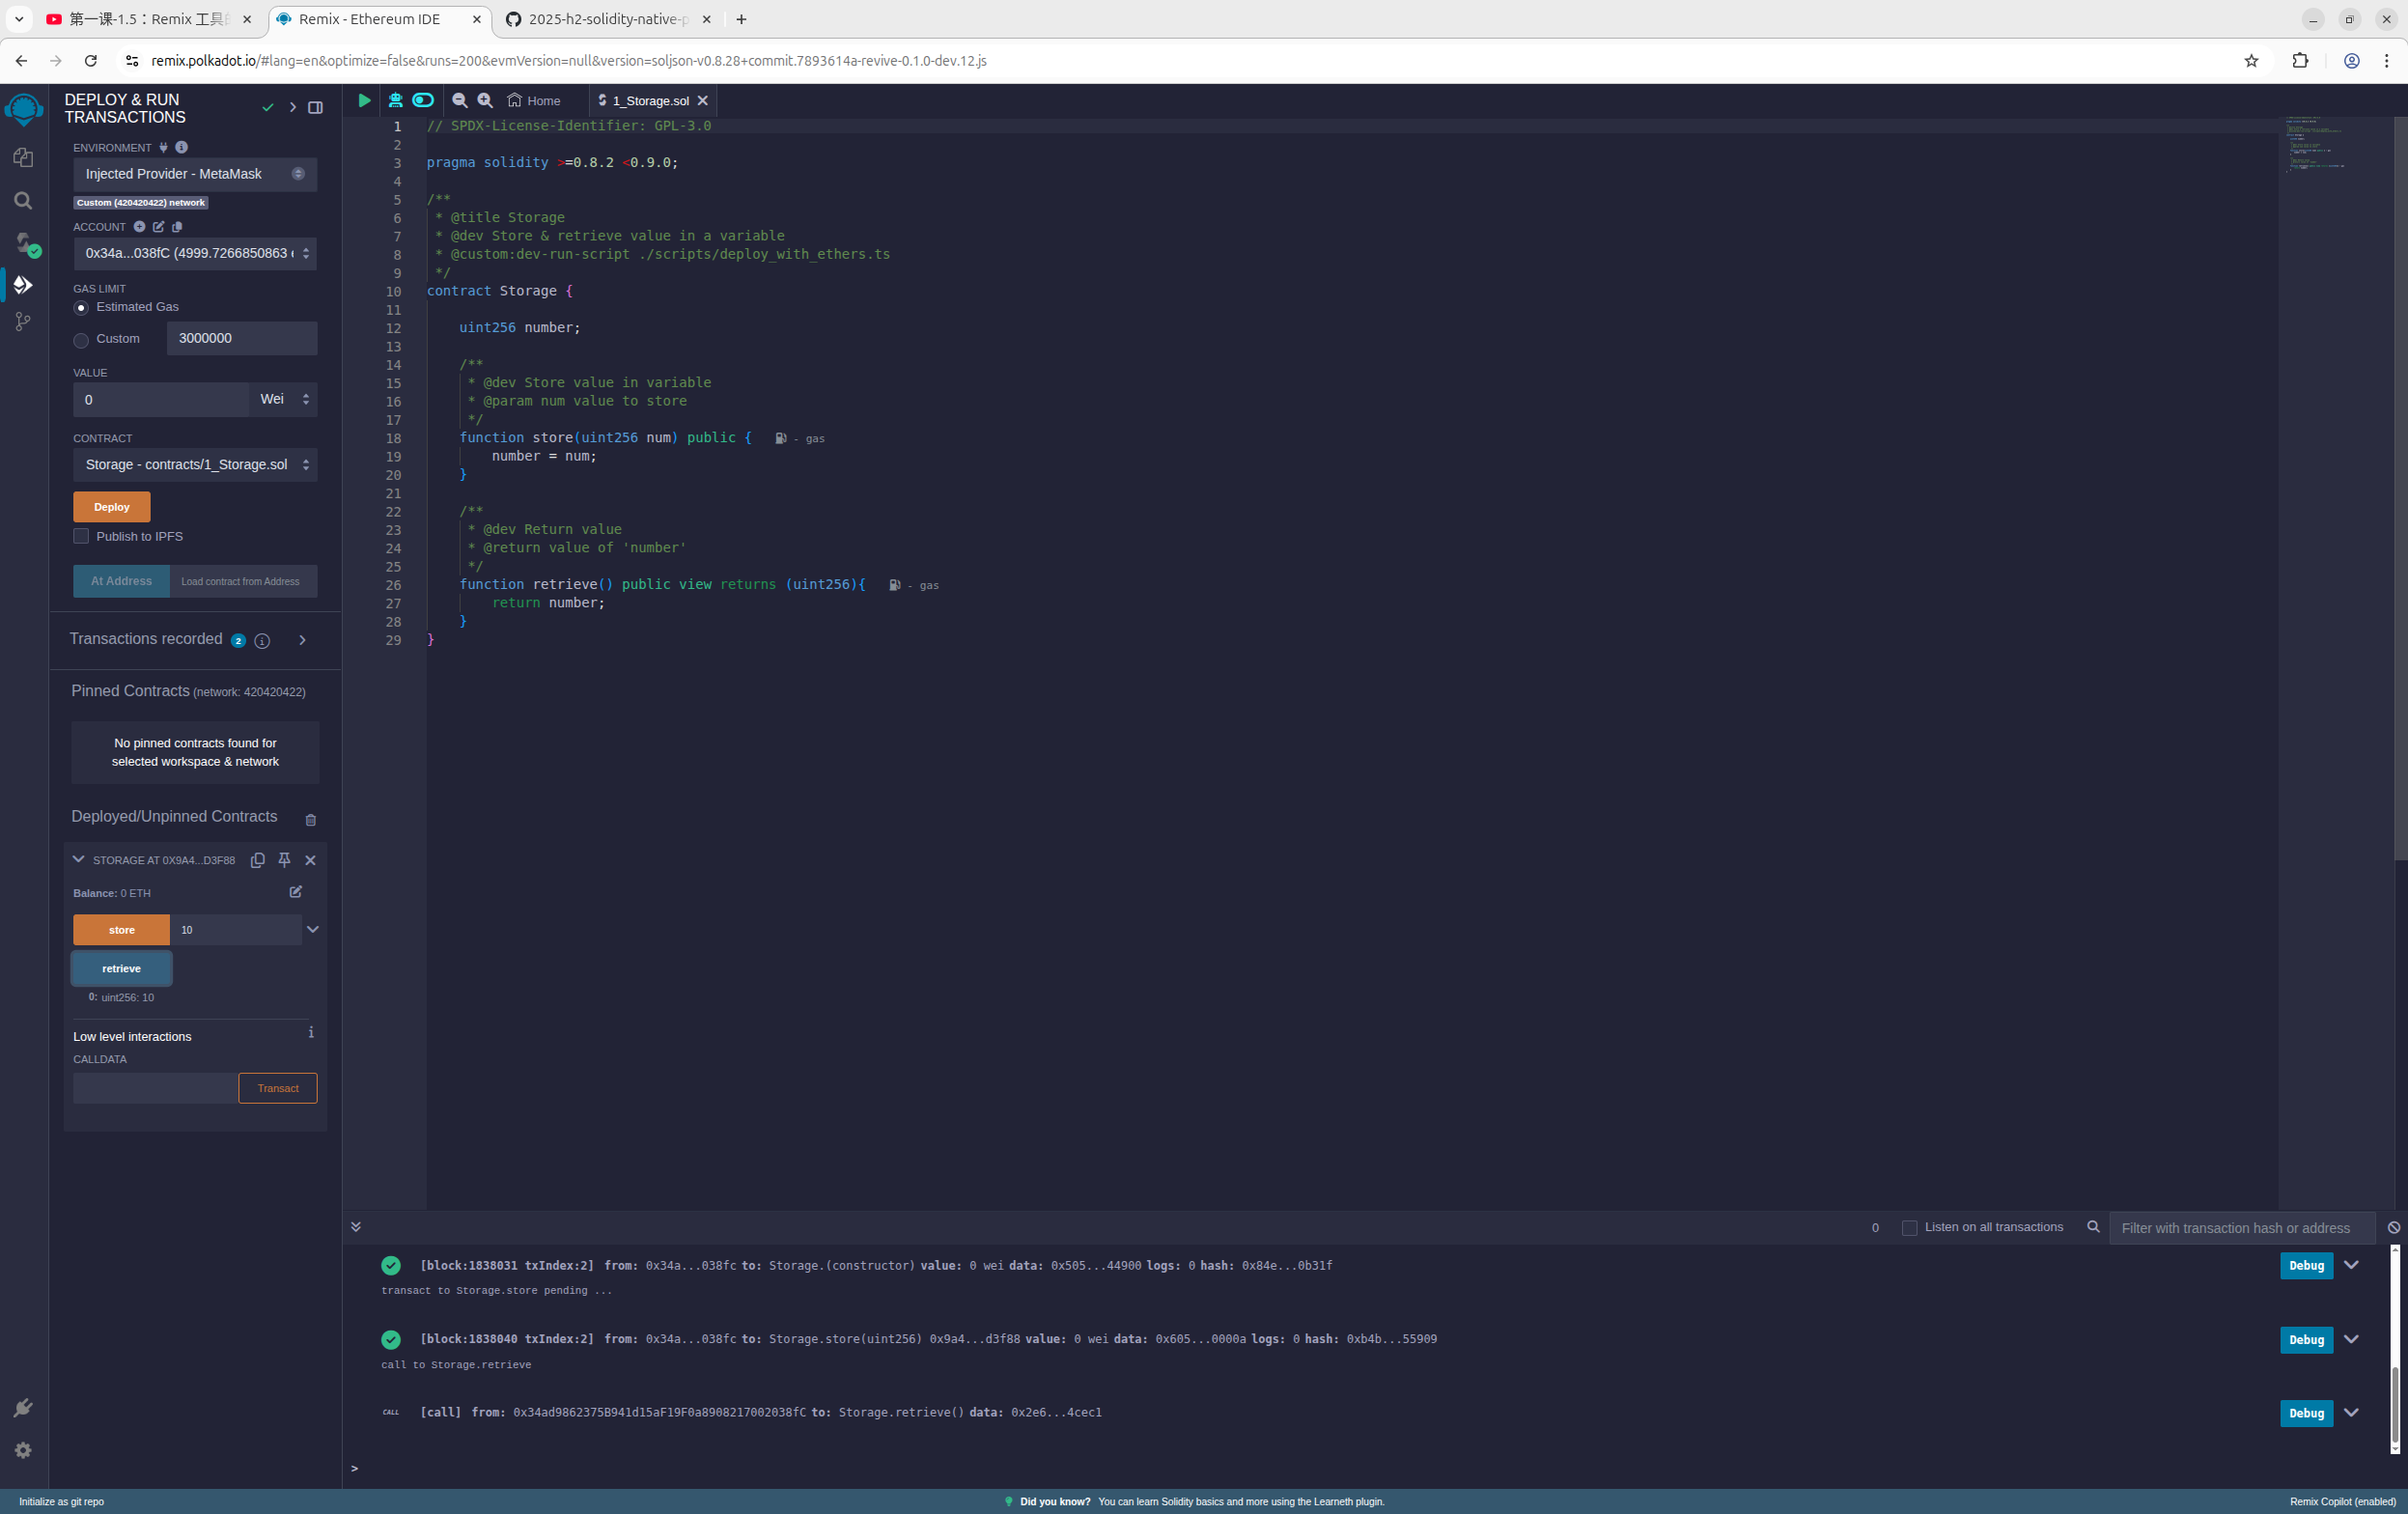 第一课-1.5：Remix 工具
Remix - Ethereum IDE
2025-h2-solidity-native-p
remix.polkadot.io/#lang=en&optimize=false&runs=200&evmVersion=null&version=soljson-v0.8.28+commit.7893614a-revive-0.1.0-dev.12.js
DEPLOY & RUN
TRANSACTIONS
ENVIRONMENT
Injected Provider - MetaMask
Custom (420420422) network
ACCOUNT
0x34a...038fC (4999.7266850863
GAS LIMIT
Estimated Gas
Custom
3000000
VALUE
0
Wei
CONTRACT
Storage - contracts/1_Storage.sol
Deploy
Publish to IPFS
At Address
Load contract from Address
Transactions recorded 2
Pinned Contracts (network: 420420422)
No pinned contracts found for
selected workspace & network
Deployed/Unpinned Contracts
STORAGE AT 0X9A4...D3F88
Balance: 0 ETH
store
10
retrieve
0: uint256: 10
Low level interactions
CALLDATA
Transact
Home
1_Storage.sol
1 // SPDX-License-Identifier: GPL-3.0
2
3 pragma solidity >=0.8.2 <0.9.0;
4
5 /**
6 * @title Storage
7 * @dev Store & retrieve value in a variable
8 * @custom:dev-run-script ./scripts/deploy_with_ethers.ts
9 */
10 contract Storage {
11
12 uint256 number;
13
14 /**
15 * @dev Store value in variable
16 * @param num value to store
17 */
18 function store(uint256 num) public { - gas
19 number = num;
20 }
21
22 /**
23 * @dev Return value
24 * @return value of 'number'
25 */
26 function retrieve() public view returns (uint256){ - gas
27 return number;
28 }
29 }
0
Listen on all transactions
Filter with transaction hash or address
[block:1838031 txIndex:2] from: 0x34a...038fc to: Storage.(constructor) value: 0 wei data: 0x505...44900 logs: 0 hash: 0x84e...0b31f
Debug
transact to Storage.store pending ...
[block:1838040 txIndex:2] from: 0x34a...038fc to: Storage.store(uint256) 0x9a4...d3f88 value: 0 wei data: 0x605...0000a logs: 0 hash: 0xb4b...55909
Debug
call to Storage.retrieve
CALL [call] from: 0x34ad9862375B941d15aF19F0a8908217002038fC to: Storage.retrieve() data: 0x2e6...4cec1
Debug
>
Initialize as git repo
Did you know? You can learn Solidity basics and more using the Learneth plugin.
Remix Copilot (enabled)